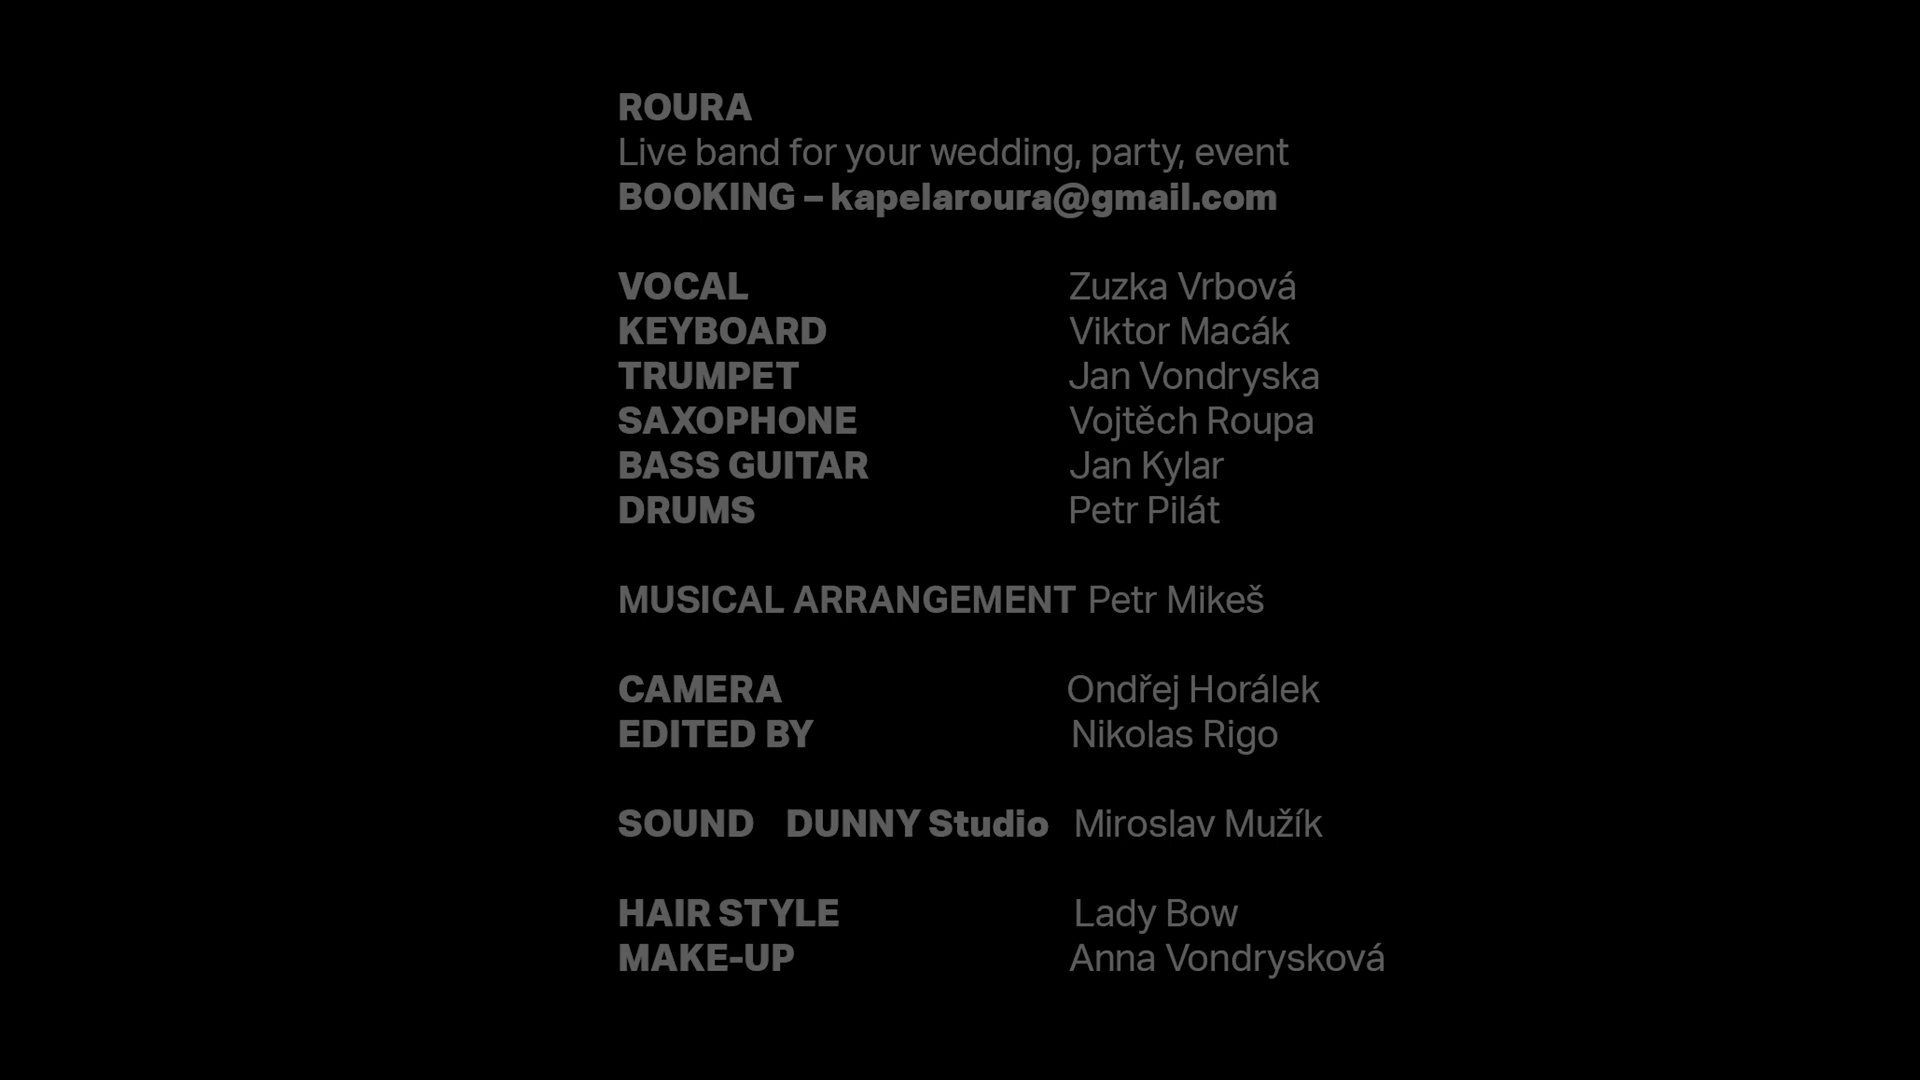 ROURA
Live band for your wedding, party, event
BOOKING – kapelaroura@gmail.com
VOCAL Zuzka Vrbová
KEYBOARD Viktor Macák
TRUMPET Jan Vondryska
SAXOPHONE Vojtěch Roupa
BASS GUITAR Jan Kylar
DRUMS Petr Pilát
MUSICAL ARRANGEMENT Petr Mikeš
CAMERA Ondřej Horálek
EDITED BY Nikolas Rigo
SOUND DUNNY Studio Miroslav Mužík
HAIR STYLE Lady Bow
MAKE-UP Anna Vondrysková